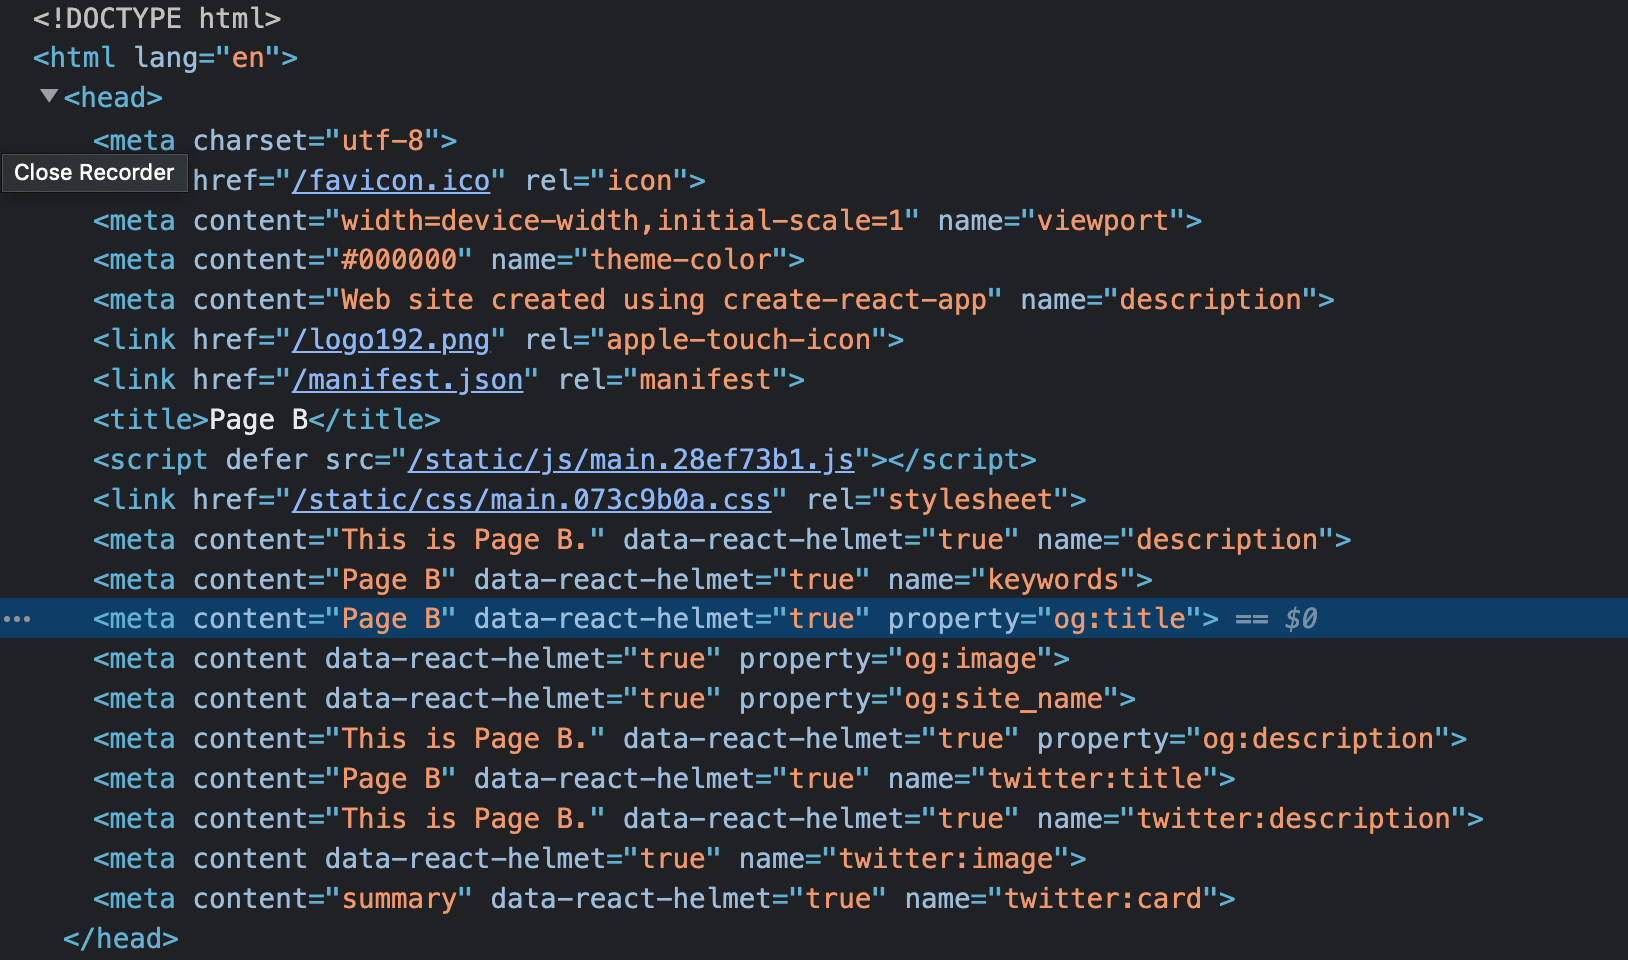 <!DOCTYPE html>
<html lang="en">
▼<head>
<meta charset="utf-8">
Close Recorder href="/favicon.ico" rel="icon">
<meta content="width=device-width,initial-scale=1" name="viewport">
<meta content="#000000" name="theme-color">
<meta content="Web site created using create-react-app" name="description">
<link href="/logo192.png" rel="apple-touch-icon">
<link href="/manifest.json" rel="manifest">
<title>Page B</title>
<script defer src="/static/js/main.28ef73b1.js"></script>
<link href="/static/css/main.073c9b0a.css" rel="stylesheet">
<meta content="This is Page B." data-react-helmet="true" name="description">
<meta content="Page B" data-react-helmet="true" name="keywords">
••• <meta content="Page B" data-react-helmet="true" property="og:title"> == $0
<meta content data-react-helmet="true" property="og:image">
<meta content data-react-helmet="true" property="og:site_name">
<meta content="This is Page B." data-react-helmet="true" property="og:description">
<meta content="Page B" data-react-helmet="true" name="twitter:title">
<meta content="This is Page B." data-react-helmet="true" name="twitter:description">
<meta content data-react-helmet="true" name="twitter:image">
<meta content="summary" data-react-helmet="true" name="twitter:card">
</head>